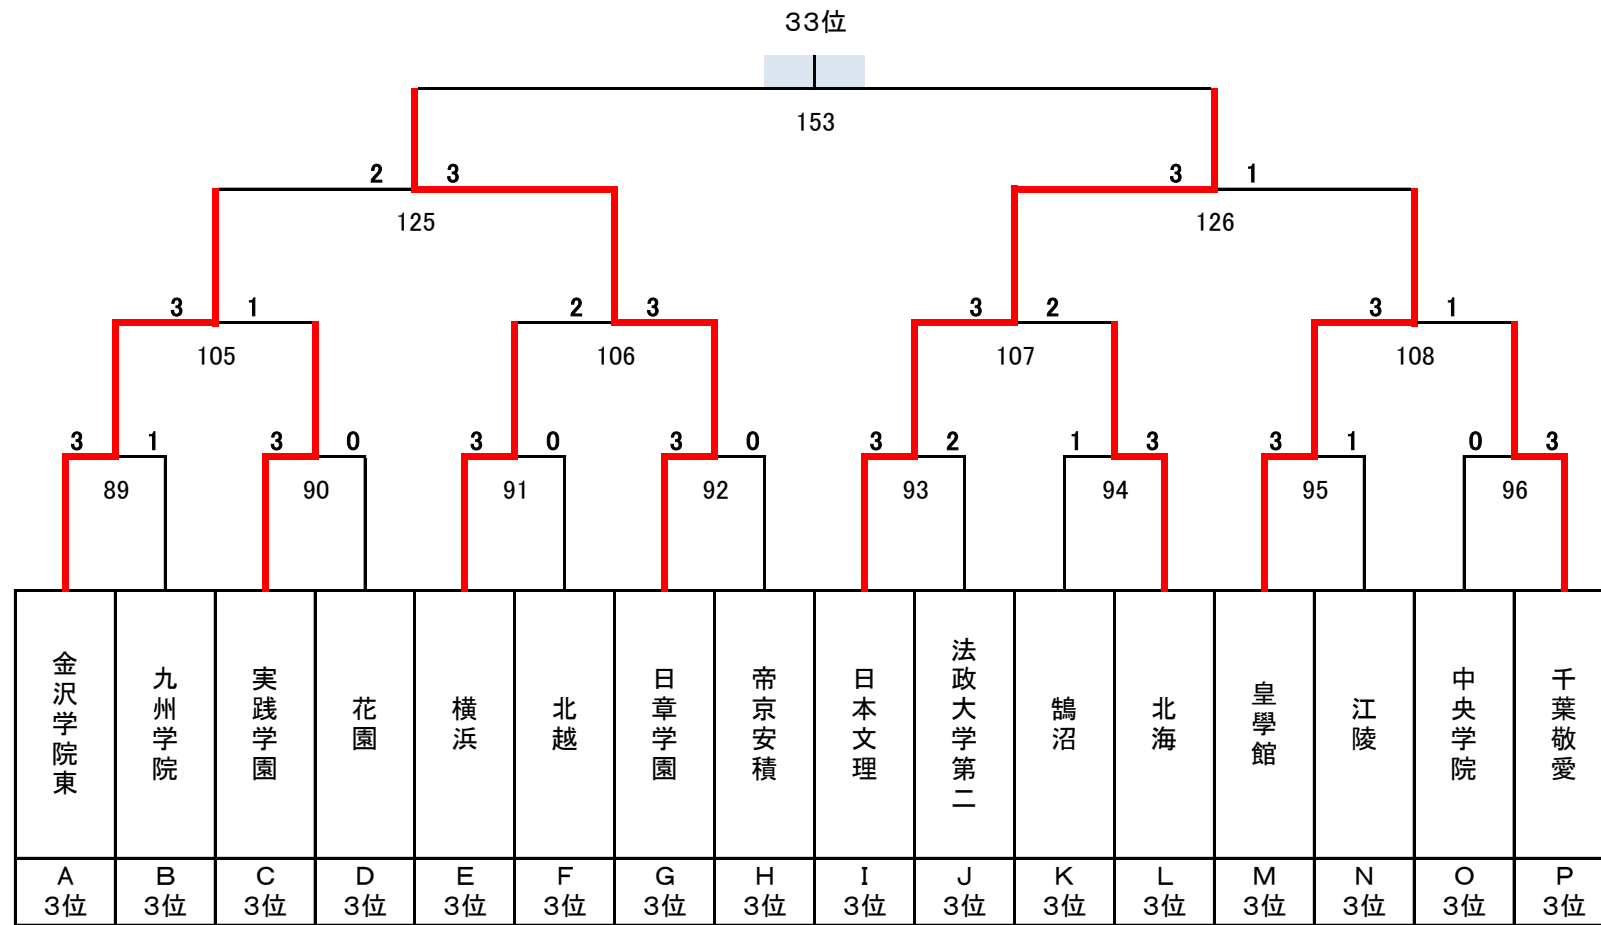 33位
153
2 3 3 1
125 126
3 1 2 3 3 2 3 1
105 106 107 108
3 1 3 0 3 0 3 0 3 2 1 3 3 1 0 3
89 90 91 92 93 94 95 96
金沢学院東
九州学院
実践学園
花園
横浜
北越
日章学園
帝京安積
日本文理
法政大学第二
鵠沼
北海
皇學館
江陵
中央学院
千葉敬愛
A B C D E F G H I J K L M N O P
3位 3位 3位 3位 3位 3位 3位 3位 3位 3位 3位 3位 3位 3位 3位 3位